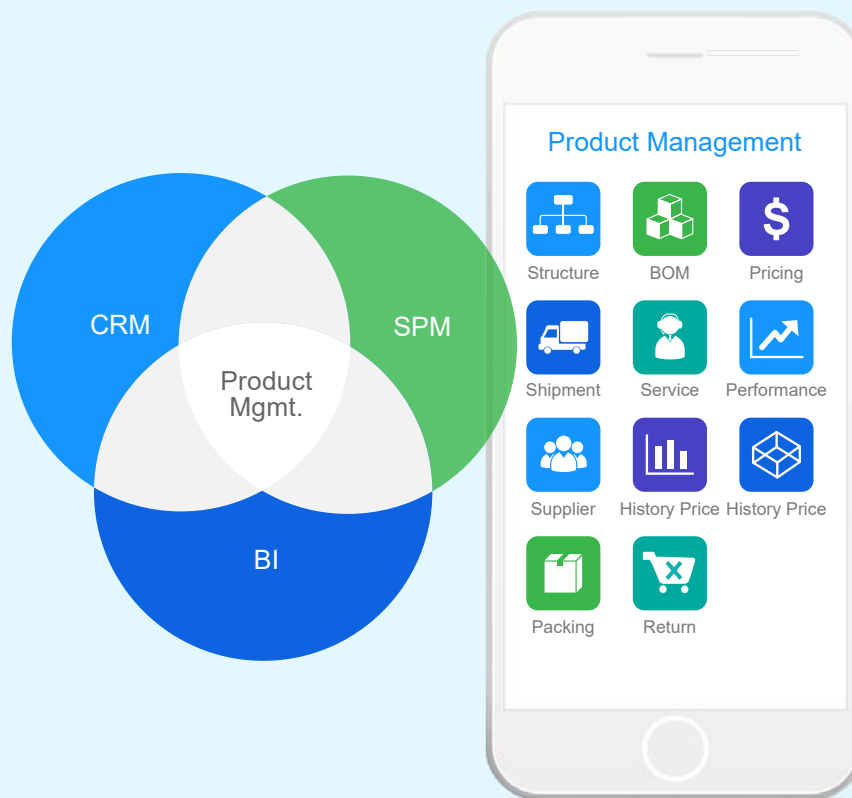 CRM
SPM
Product
Mgmt.
BI
Product Management
$
Structure
BOM
Pricing
Shipment
Service
Performance
Supplier
History Price
History Price
Packing
Return